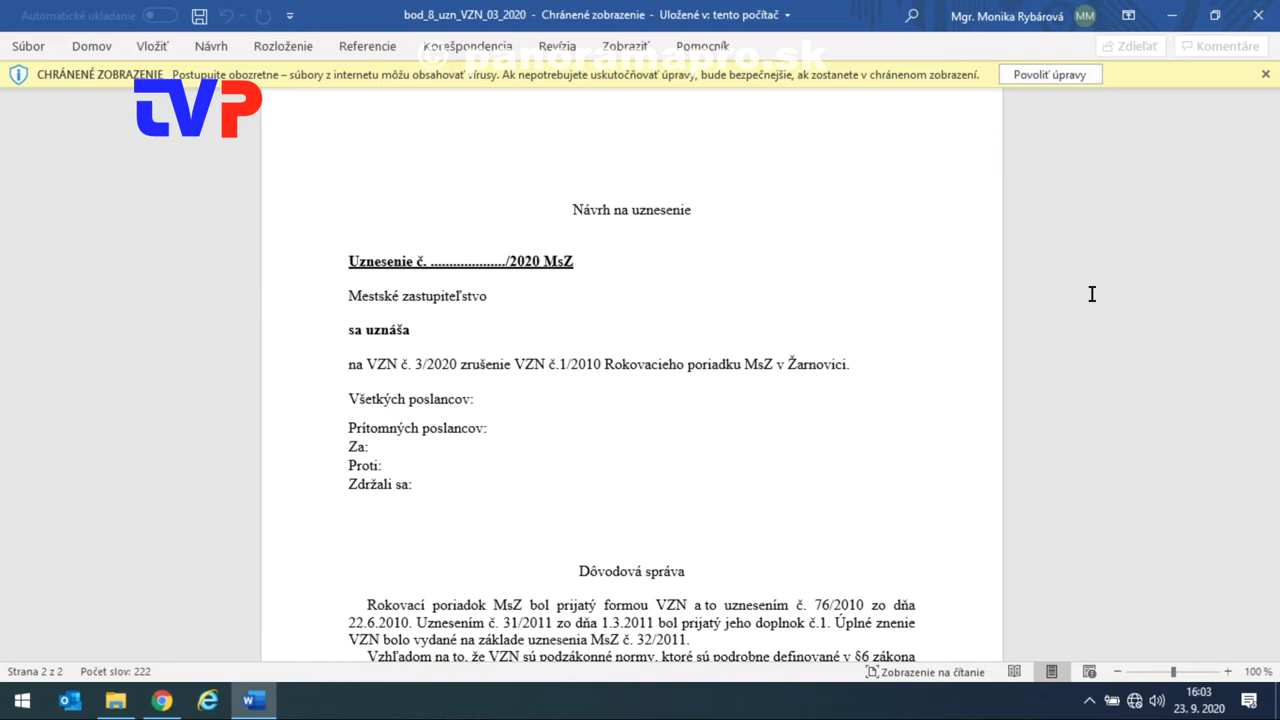 Automatické ukladanie
bod_8_uzn_VZN_03_2020 - Chránené zobrazenie - Uložené v: tento počítač
Mgr. Monika Rybárová MM
Súbor Domov Vložiť Návrh Rozloženie Referencie Korešpondencia Revízia Zobraziť Pomocník Zdieľať Komentáre
© panoramapro.sk
CHRÁNENÉ ZOBRAZENIE Postupujte obozretne – súbory z internetu môžu obsahovať vírusy. Ak nepotrebujete uskutočňovať úpravy, bude bezpečnejšie, ak zostanete v chránenom zobrazení. Povoliť úpravy
tVP
Návrh na uznesenie
Uznesenie č. ...................../2020 MsZ
Mestské zastupiteľstvo
sa uznáša
na VZN č. 3/2020 zrušenie VZN č.1/2010 Rokovacieho poriadku MsZ v Žarnovici.
Všetkých poslancov:
Prítomných poslancov:
Za:
Proti:
Zdržali sa:
Dôvodová správa
Rokovací poriadok MsZ bol prijatý formou VZN a to uznesením č. 76/2010 zo dňa
22.6.2010. Uznesením č. 31/2011 zo dňa 1.3.2011 bol prijatý jeho doplnok č.1. Úplné znenie
VZN bolo vydané na základe uznesenia MsZ č. 32/2011.
Vzhľadom na to, že VZN sú podzákonné normy, ktoré sú podrobne definované v §6 zákona
Strana 2 z 2 Počet slov: 222 Zobrazenie na čítanie 100 %
16:03
23. 9. 2020